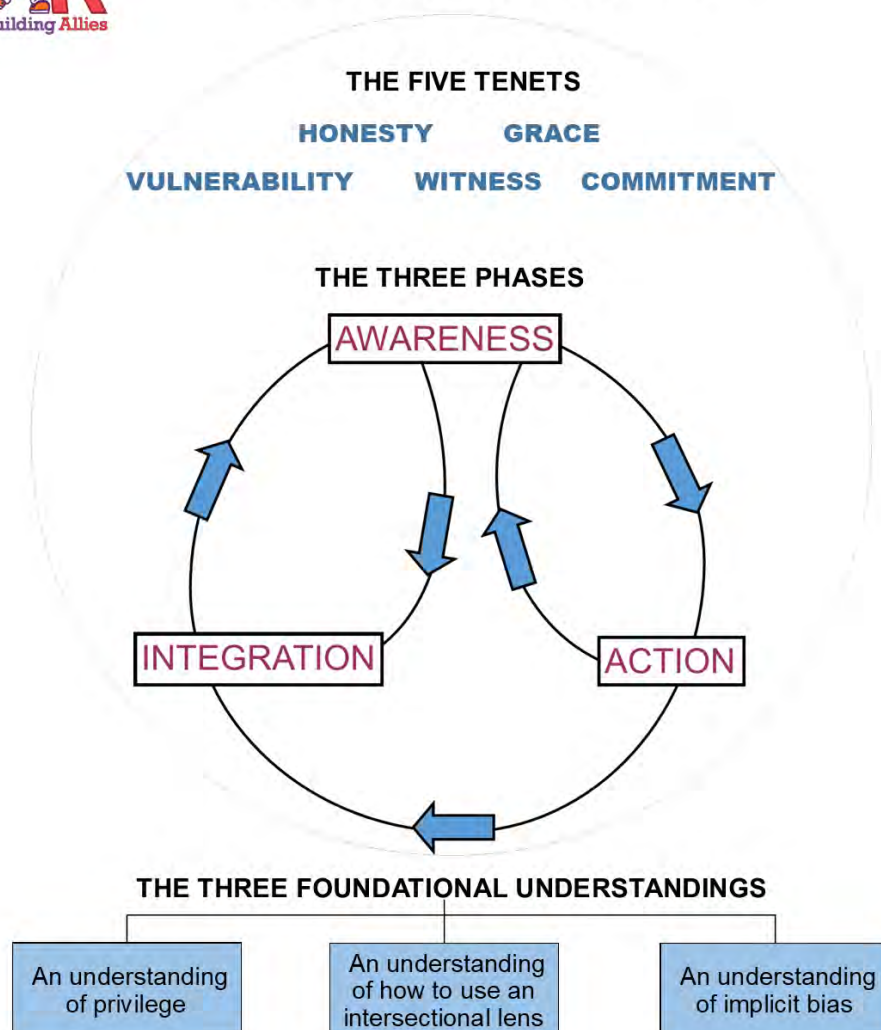 Building Allies
THE FIVE TENETS
HONESTY GRACE
VULNERABILITY WITNESS COMMITMENT
THE THREE PHASES
AWARENESS
INTEGRATION
ACTION
THE THREE FOUNDATIONAL UNDERSTANDINGS
An understanding
of privilege
An understanding
of how to use an
intersectional lens
An understanding
of implicit bias